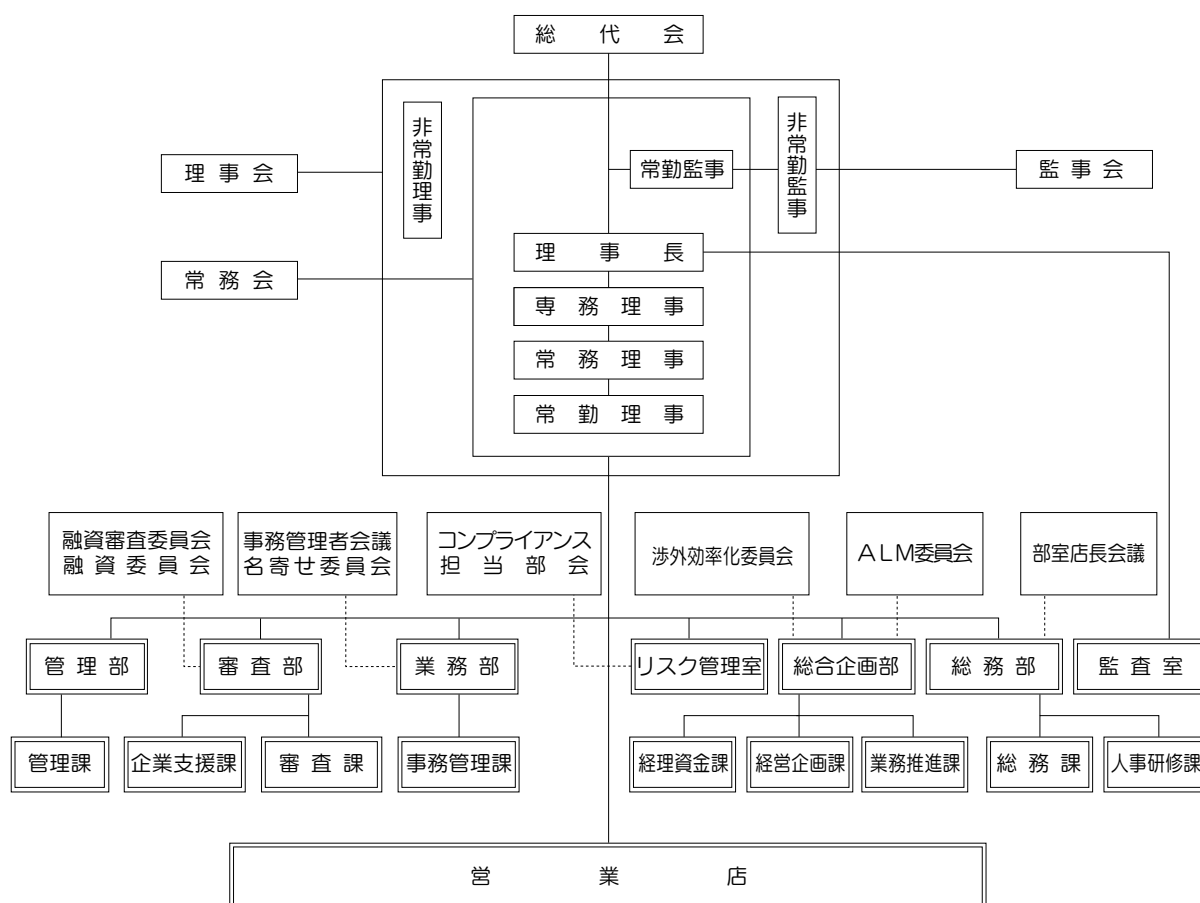 総代会
非常勤理事
非常勤監事
理事会
常勤監事
監事会
理事長
常務会
専務理事
常務理事
常勤理事
融資審査委員会
融資委員会
事務管理者会議
名寄せ委員会
コンプライアンス
担当部会
渉外効率化委員会
ALM委員会
部室店長会議
管理部
審査部
業務部
リスク管理室
総合企画部
総務部
監査室
管理課
企業支援課
審査課
事務管理課
経理資金課
経営企画課
業務推進課
総務課
人事研修課
営業店